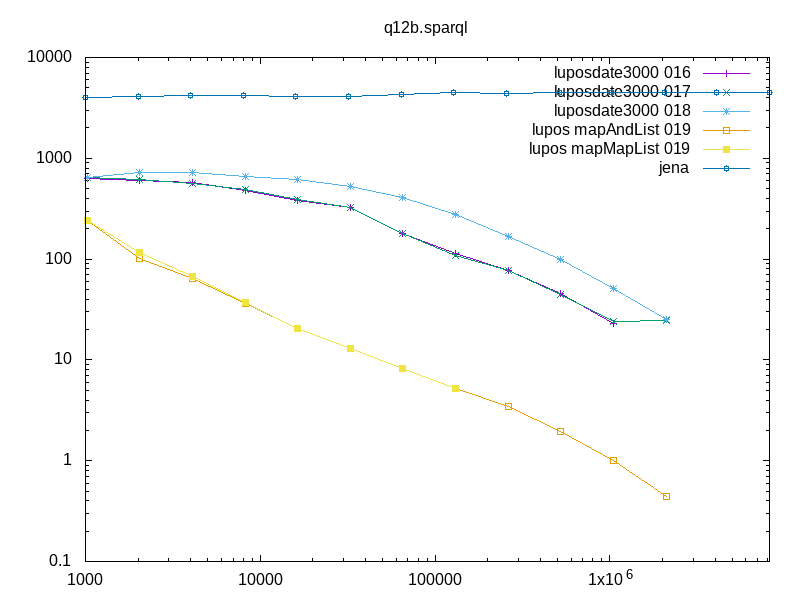 q12b.sparql
10000
1000
100
10
1
0.1
1000
10000
100000
1x10^6
luposdate3000 016
luposdate3000 017
luposdate3000 018
lupos mapAndList 019
lupos mapMapList 019
jena